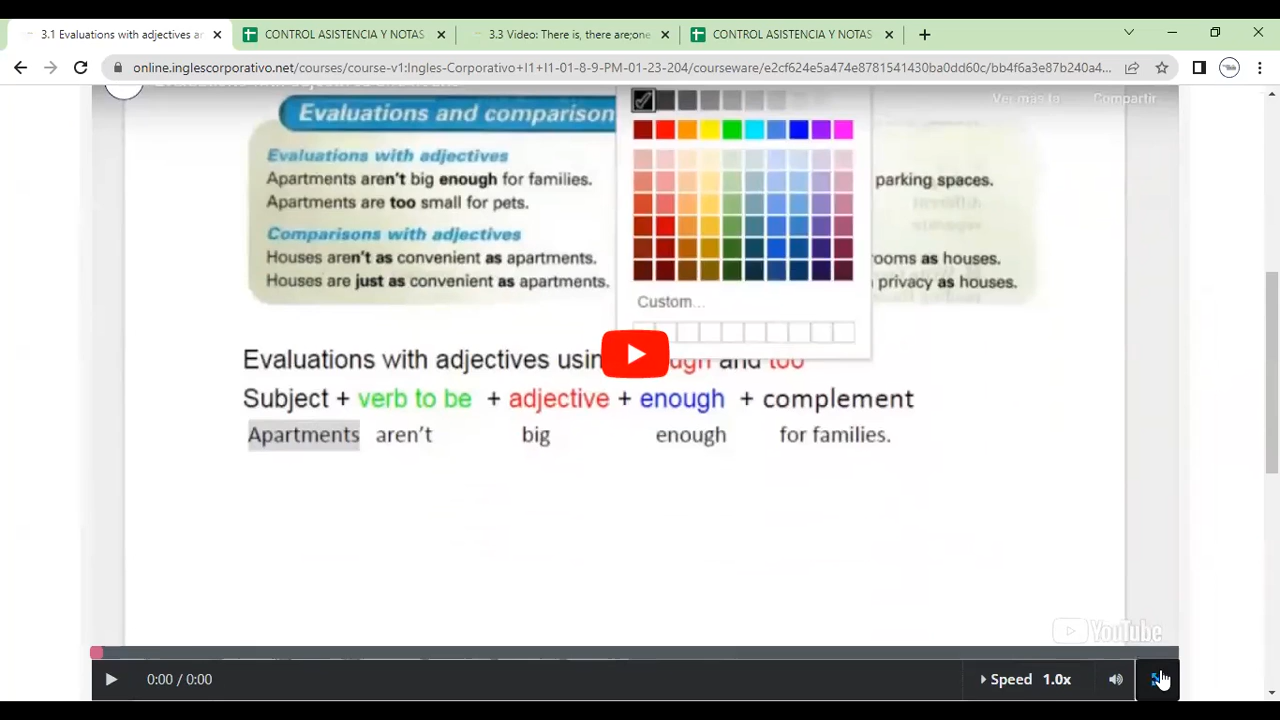 3.1 Evaluations with adjectives ar
CONTROL ASISTENCIA Y NOTAS
3.3 Video: There is, there are;one
CONTROL ASISTENCIA Y NOTAS
online.inglescorporativo.net/courses/course-v1:Ingles-Corporativo+I1+I1-01-8-9-PM-01-23-204/courseware/e2cf624e5a474e8781541430ba0dd60c/bb4f6a3e87b240a4...
Ver más ta
Compartir
Evaluations and comparison
Evaluations with adjectives
Apartments aren't big enough for families.
parking spaces.
Apartments are too small for pets.
Comparisons with adjectives
Houses aren't as convenient as apartments.
rooms as houses.
Houses are just as convenient as apartments.
privacy as houses.
Custom...
Evaluations with adjectives usin ugh and too
Subject + verb to be + adjective + enough + complement
Apartments aren't big enough for families.
YouTube
0:00 / 0:00
Speed 1.0x